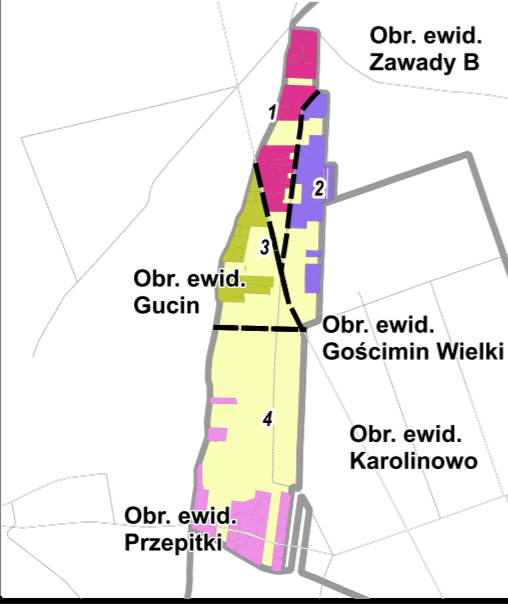 Obr. ewid.
Zawady B
1
2
3
Obr. ewid.
Gucin
Obr. ewid.
Gościmin Wielki
4
Obr. ewid.
Karolinowo
Obr. ewid.
Przepitki